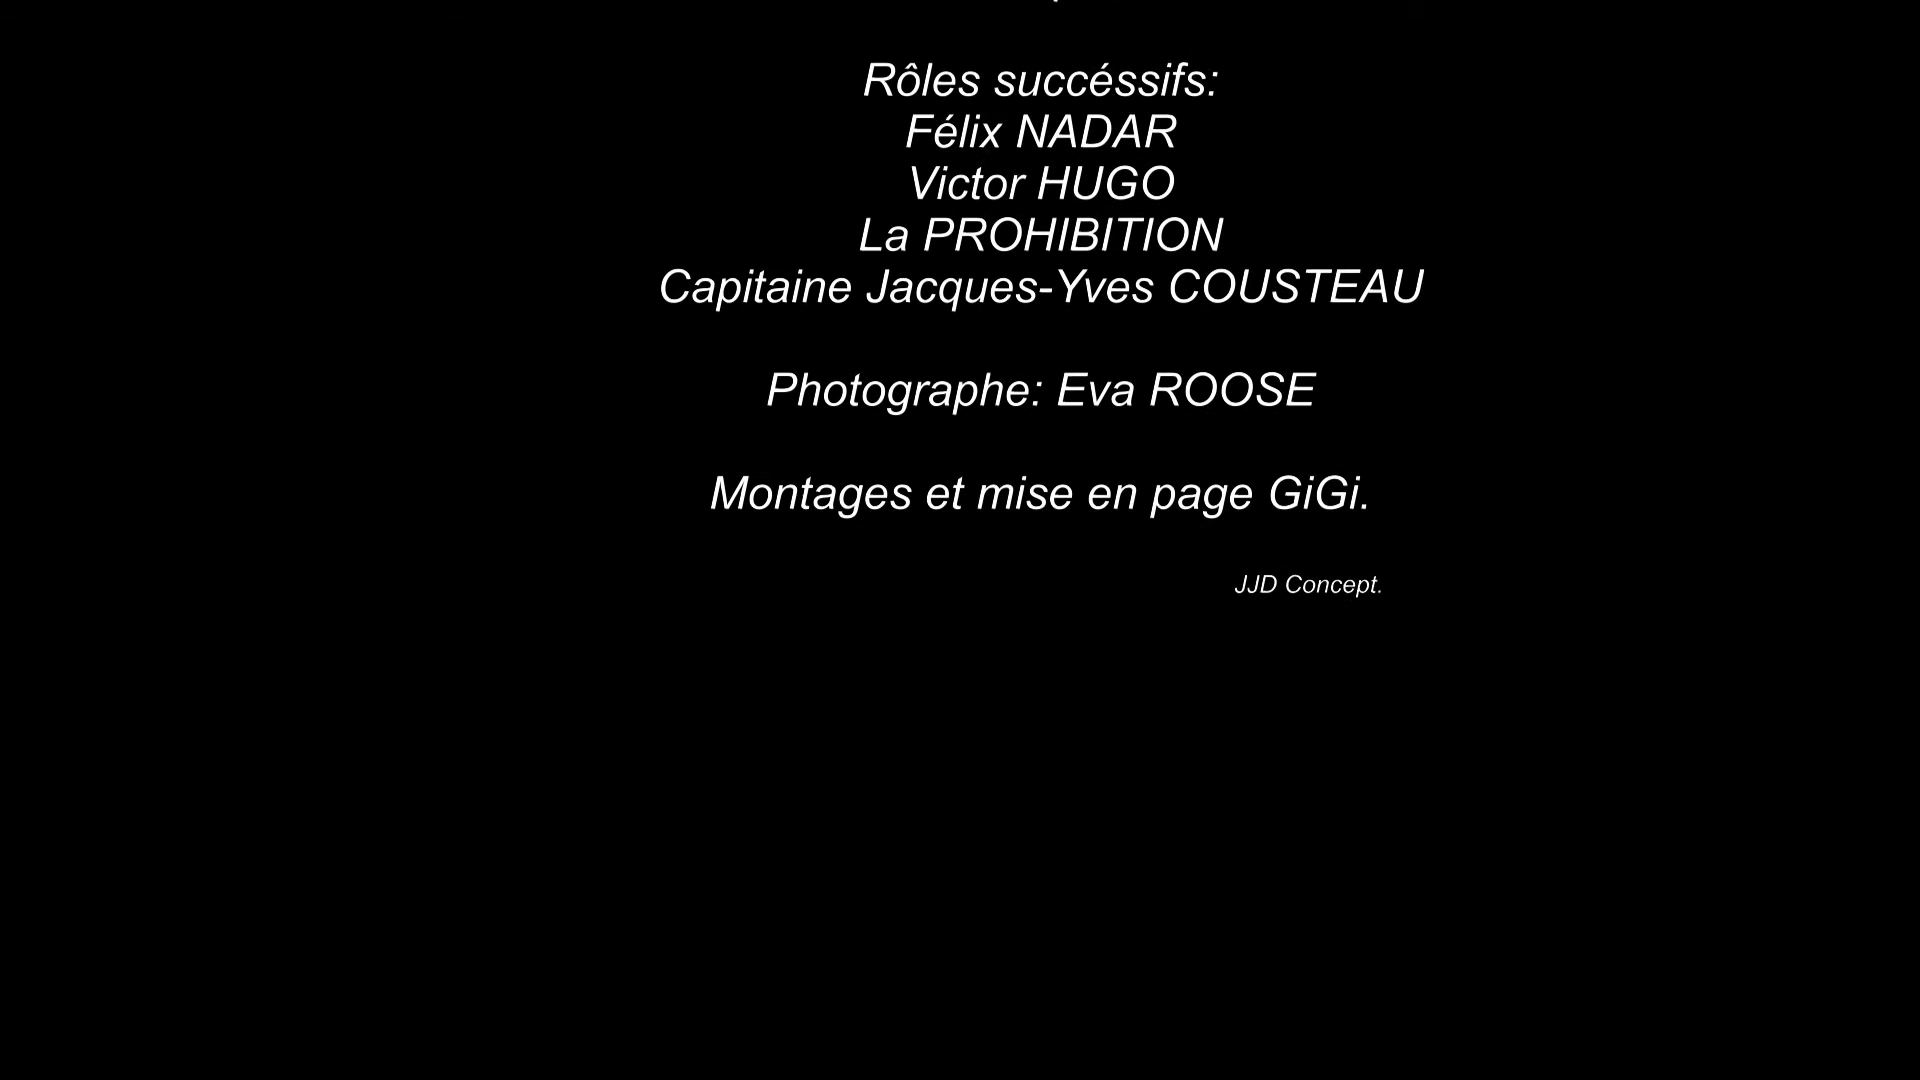 Rôles succéssifs:
Félix NADAR
Victor HUGO
La PROHIBITION
Capitaine Jacques-Yves COUSTEAU
Photographe: Eva ROOSE
Montages et mise en page GiGi.
JJD Concept.